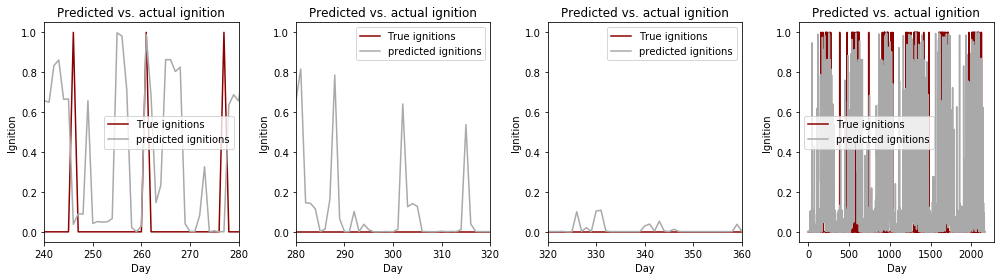 Predicted vs. actual ignition
Ignition
1.0
0.8
0.6
0.4
0.2
0.0
True ignitions
predicted ignitions
240
250
260
270
280
Day
Predicted vs. actual ignition
Ignition
1.0
0.8
0.6
0.4
0.2
0.0
True ignitions
predicted ignitions
280
290
300
310
320
Day
Predicted vs. actual ignition
Ignition
1.0
0.8
0.6
0.4
0.2
0.0
True ignitions
predicted ignitions
320
330
340
350
360
Day
Predicted vs. actual ignition
Ignition
1.0
0.8
0.6
0.4
0.2
0.0
True ignitions
predicted ignitions
0
500
1000
1500
2000
Day